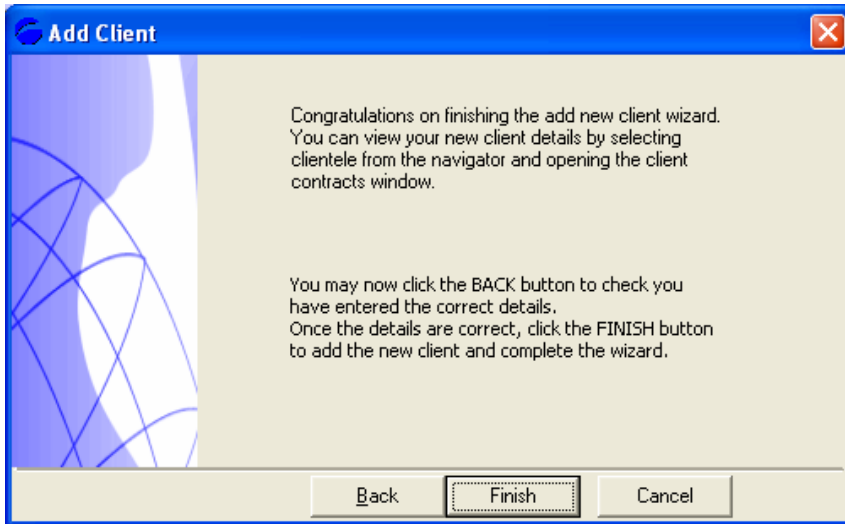 Add Client
Congratulations on finishing the add new client wizard.
You can view your new client details by selecting
clientele from the navigator and opening the client
contracts window.
You may now click the BACK button to check you
have entered the correct details.
Once the details are correct, click the FINISH button
to add the new client and complete the wizard.
Back
Finish
Cancel